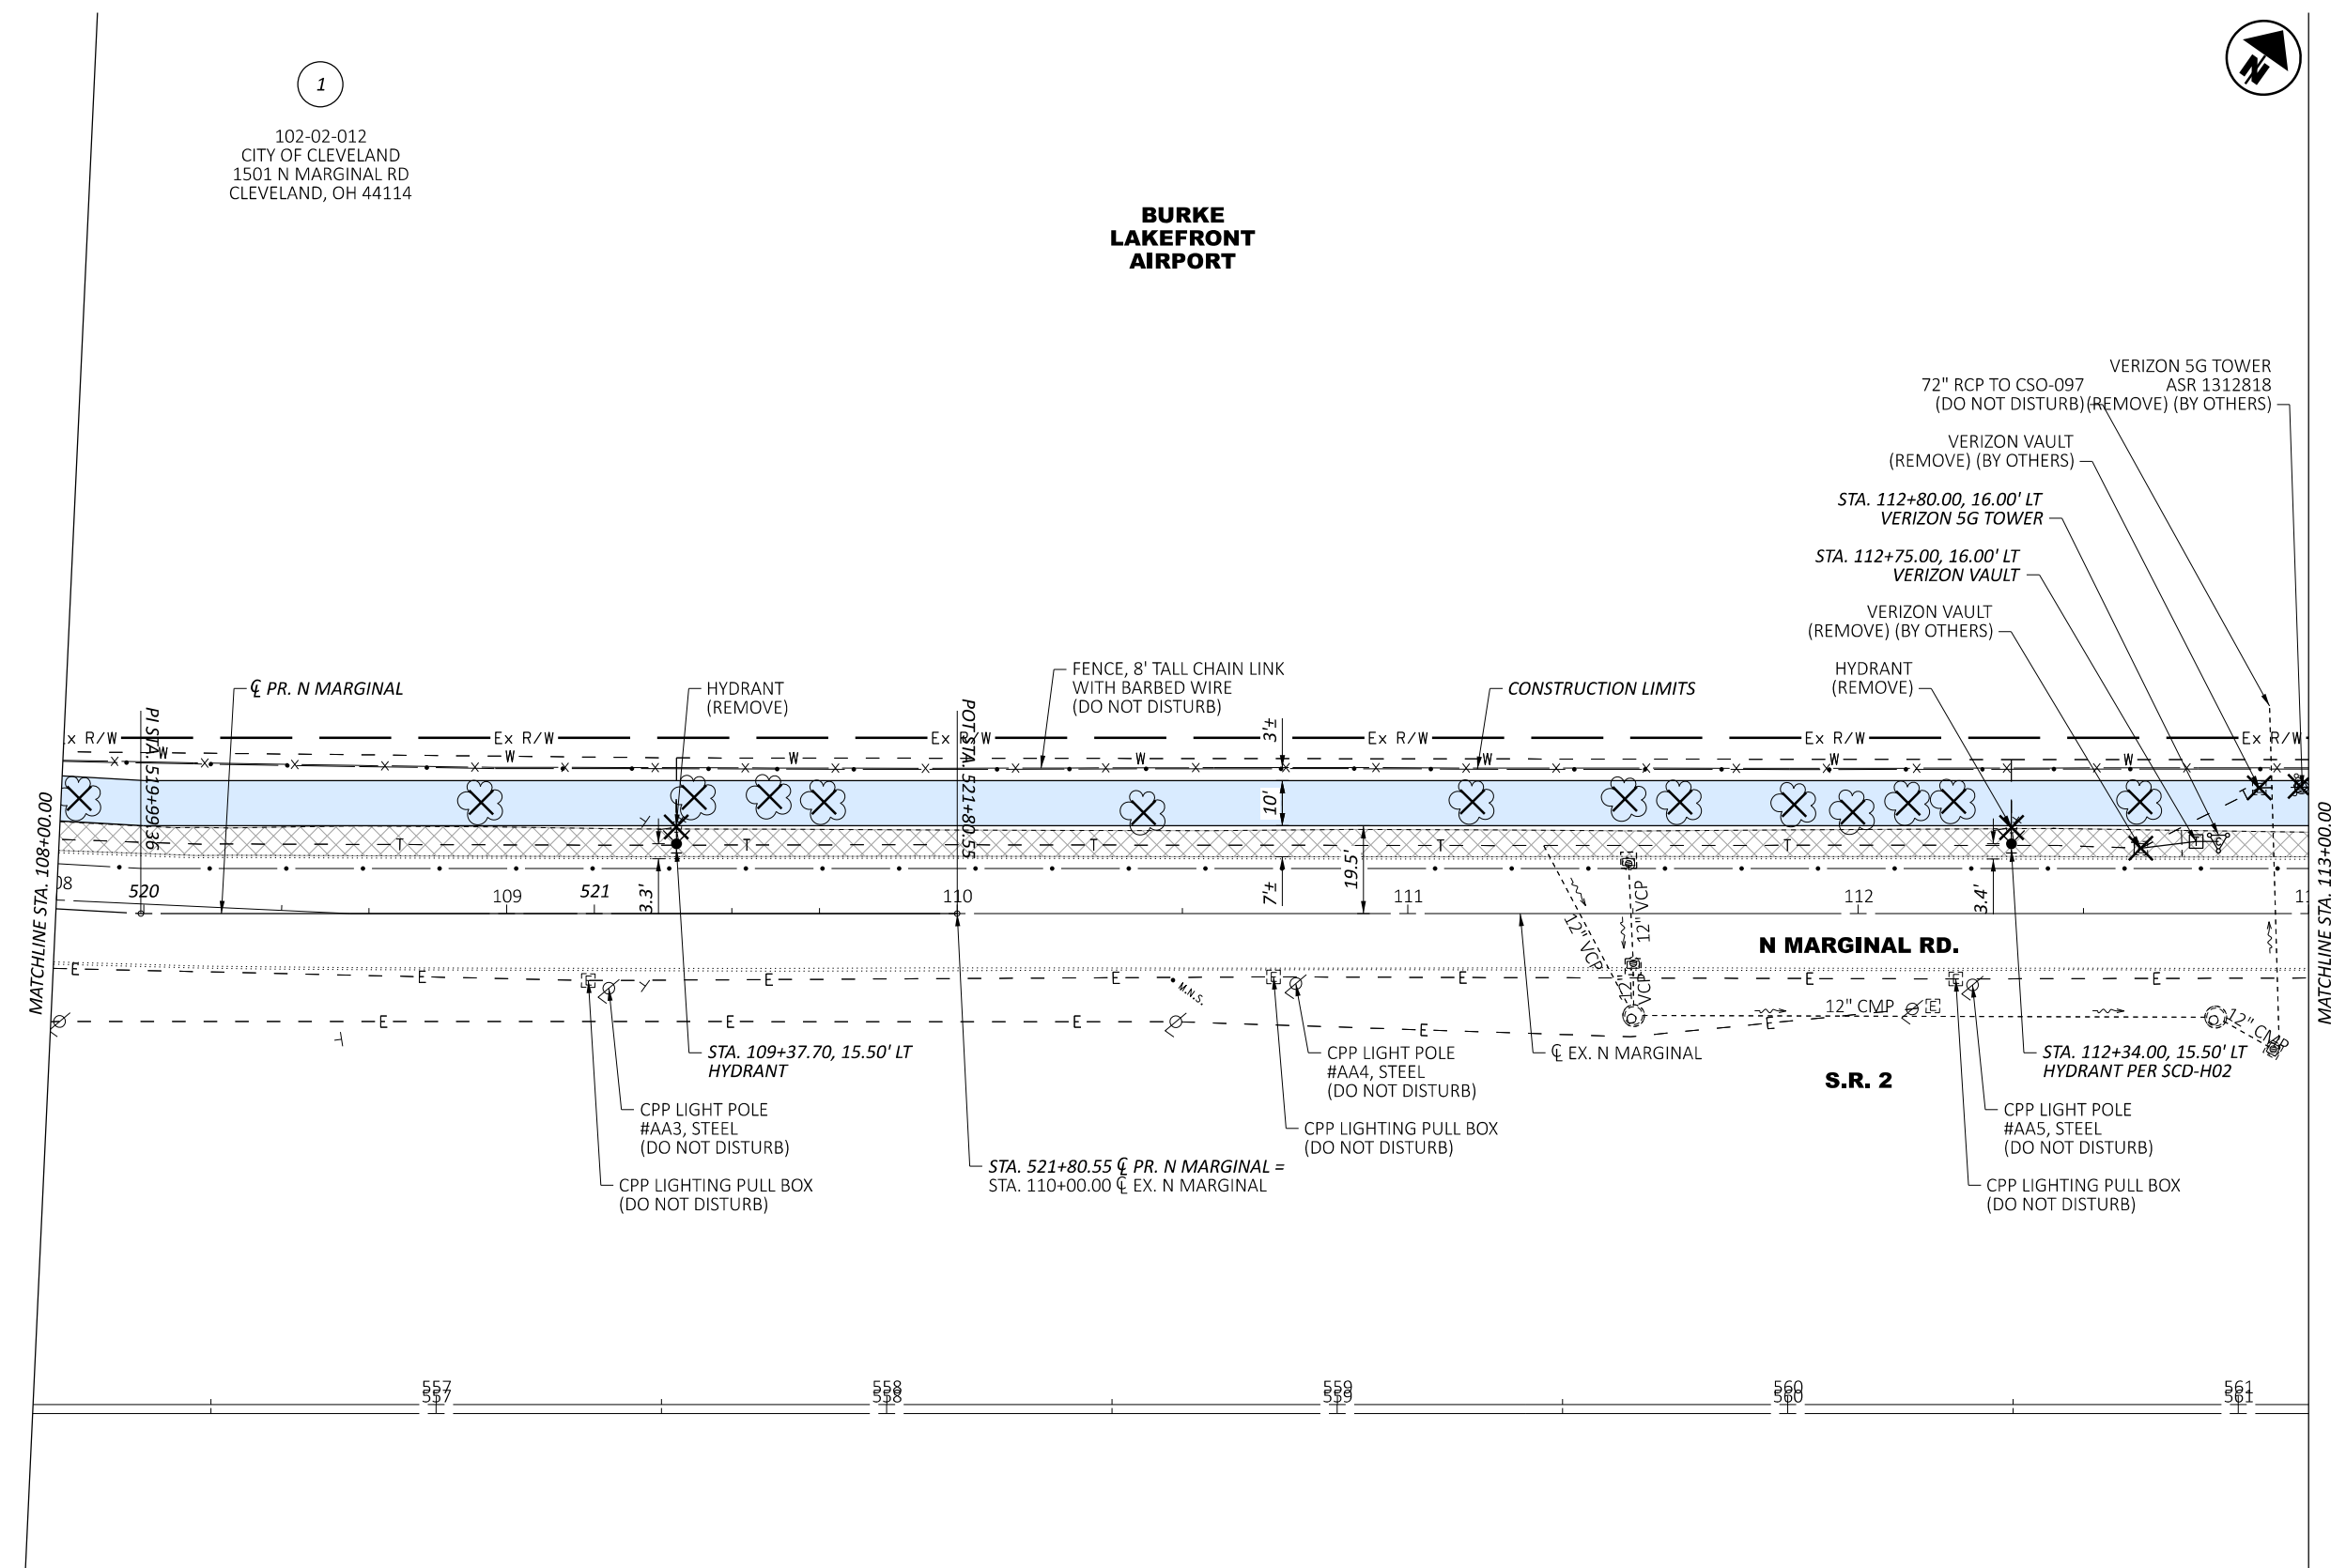 1
102-02-012
CITY OF CLEVELAND
1501 N MARGINAL RD
CLEVELAND, OH 44114
N
BURKE
LAKEFRONT
AIRPORT
VERIZON 5G TOWER
ASR 1312818
(REMOVE) (BY OTHERS)
72" RCP TO CSO-097
(DO NOT DISTURB)
VERIZON VAULT
(REMOVE) (BY OTHERS)
STA. 112+80.00, 16.00' LT
VERIZON 5G TOWER
STA. 112+75.00, 16.00' LT
VERIZON VAULT
VERIZON VAULT
(REMOVE) (BY OTHERS)
HYDRANT
(REMOVE)
℄ PR. N MARGINAL
HYDRANT
(REMOVE)
FENCE, 8' TALL CHAIN LINK
WITH BARBED WIRE
(DO NOT DISTURB)
CONSTRUCTION LIMITS
MATCHLINE STA. 108+00.00
PI STA. 519+99.36
POT STA. 521+80.55
MATCHLINE STA. 113+00.00
x R/W Ex R/W Ex R/W Ex R/W Ex R/W Ex R/W
W W W W W W W
3'±
10'
19.5'
7'±
3.3'
3.4'
T T T T T T
08 520 109 521 110 111 112 11
12" VCP
12" VCP
12" VCP
N MARGINAL RD.
E E E E E E E
M.N.S.
E E E E E
12" CMP
12" CMP
STA. 109+37.70, 15.50' LT
HYDRANT
CPP LIGHT POLE
#AA3, STEEL
(DO NOT DISTURB)
CPP LIGHTING PULL BOX
(DO NOT DISTURB)
STA. 521+80.55 ℄ PR. N MARGINAL =
STA. 110+00.00 ℄ EX. N MARGINAL
CPP LIGHT POLE
#AA4, STEEL
(DO NOT DISTURB)
CPP LIGHTING PULL BOX
(DO NOT DISTURB)
℄ EX. N MARGINAL
S.R. 2
STA. 112+34.00, 15.50' LT
HYDRANT PER SCD-H02
CPP LIGHT POLE
#AA5, STEEL
(DO NOT DISTURB)
CPP LIGHTING PULL BOX
(DO NOT DISTURB)
557 558 559 560 561
557 558 559 560 561